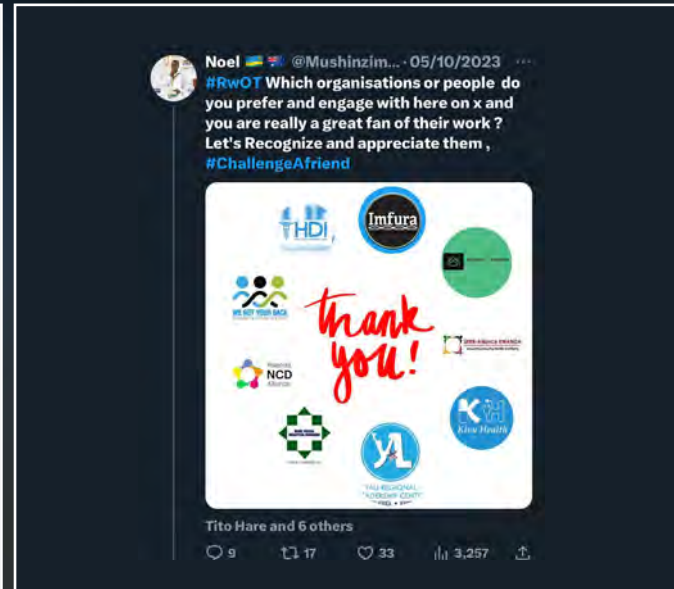 Noel 🇷🇼 🇦🇺 @Mushinzim... · 05/10/2023 ...
#RwOT Which organisations or people do
you prefer and engage with here on x and
you are really a great fan of their work ?
Let's Recognize and appreciate them ,
#ChallengeAfriend
HDI
Imfura
WE GOT YOUR BACK
thank
you!
NCD
Alliance
KH
Kivu Health
YALI REGIONAL
LEADERSHIP CENTER
Tito Hare and 6 others
9 17 33 3,257